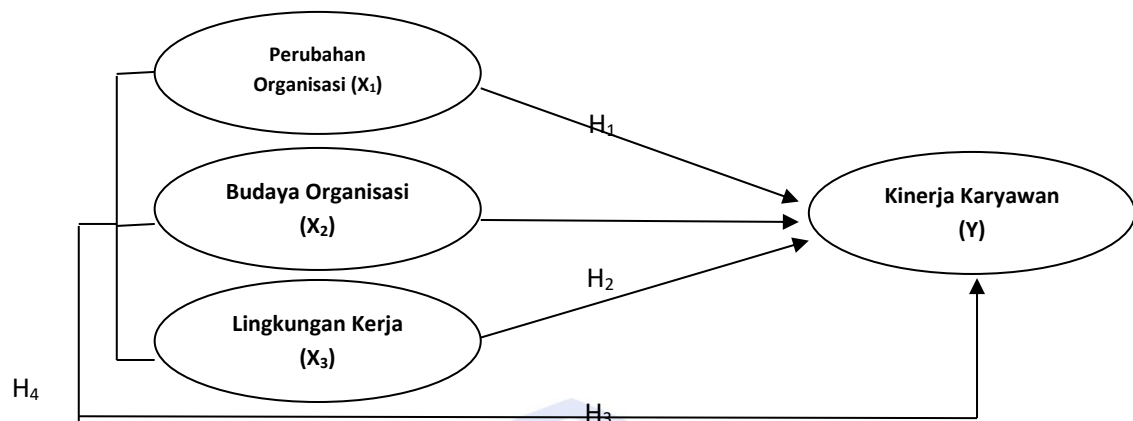 Perubahan
Organisasi (X₁)
H₁
Budaya Organisasi
(X₂)
Kinerja Karyawan
(Y)
H₂
Lingkungan Kerja
(X₃)
H₄
H₃